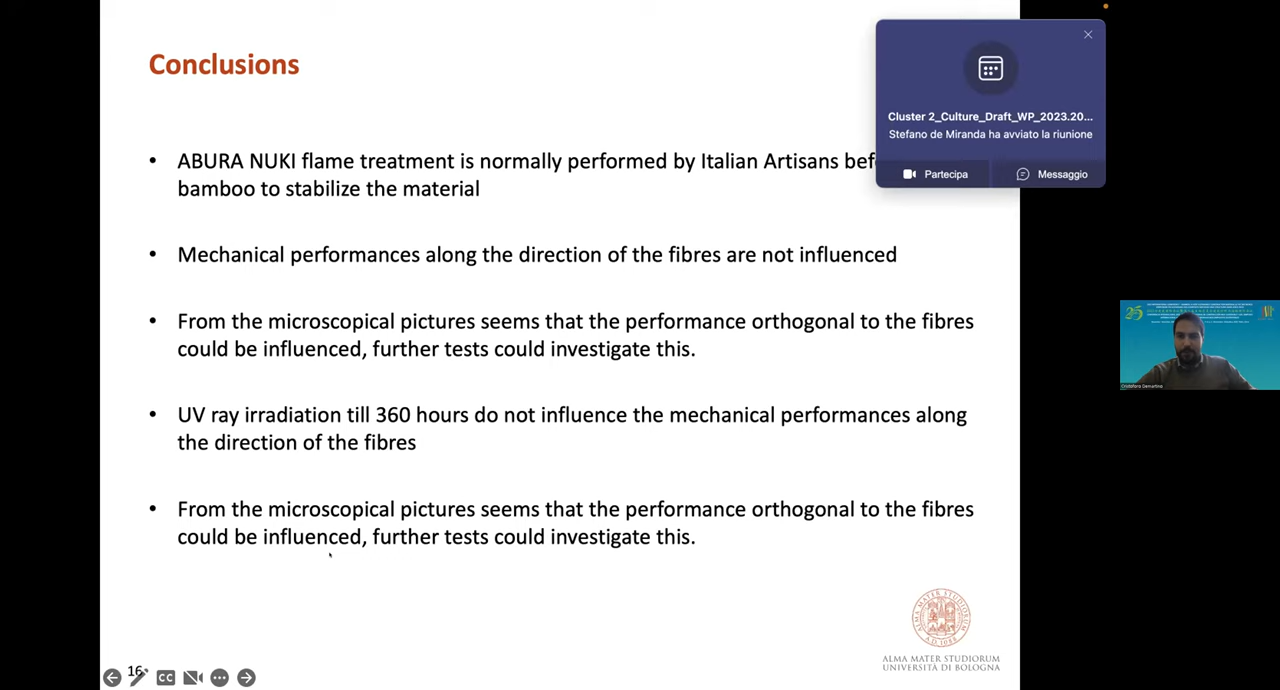 Conclusions
• ABURA NUKI flame treatment is normally performed by Italian Artisans
bamboo to stabilize the material
• Mechanical performances along the direction of the fibres are not influenced
• From the microscopical pictures seems that the performance orthogonal to the fibres
could be influenced, further tests could investigate this.
• UV ray irradiation till 360 hours do not influence the mechanical performances along
the direction of the fibres
• From the microscopical pictures seems that the performance orthogonal to the fibres
could be influenced, further tests could investigate this.
Cluster 2_Culture_Draft_WP_2023.20...
Stefano de Miranda ha avviato la riunione
Partecipa
Messaggio
25
Cristoforo Demartino
16
CC
A.D. 1088
ALMA MATER STUDIORUM
UNIVERSITÀ DI BOLOGNA